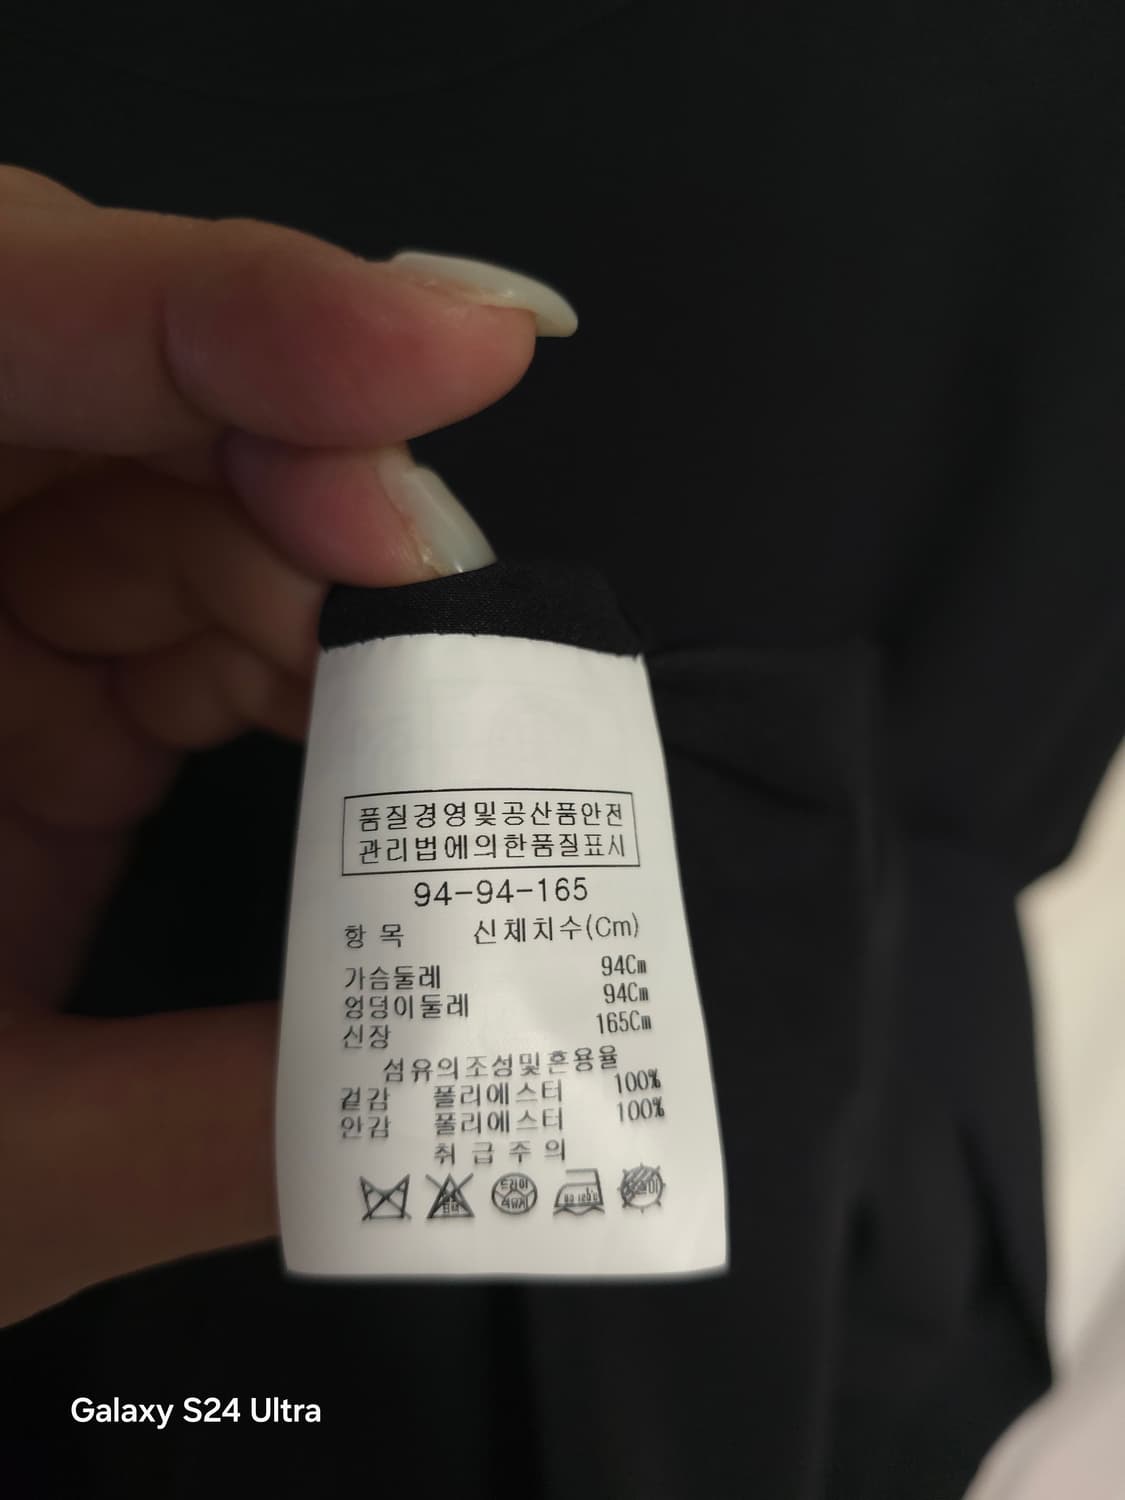 품질경영및공산품안전
관리법에의한품질표시
94-94-165
항 목 신체치수(Cm)
가슴둘레 94Cm
엉덩이둘레 94Cm
신장 165Cm
섬유의조성및혼용율
겉감 폴리에스터 100%
안감 폴리에스터 100%
취 급 주 의
드라이
Galaxy S24 Ultra